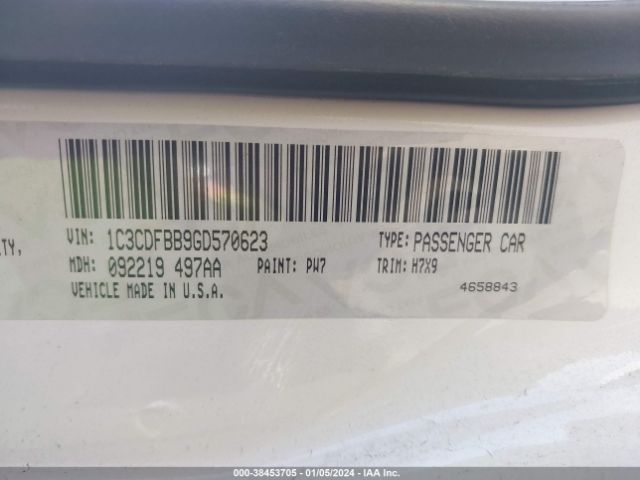 VIN: 1C3CDFBB9GD570623 TYPE: PASSENGER CAR
ITY,
MDH: 092219 497AA PAINT: PW7 TRIM: H7X9
VEHICLE MADE IN U.S.A. 4658843
000-38453705 - 01/05/2024 - IAA Inc.